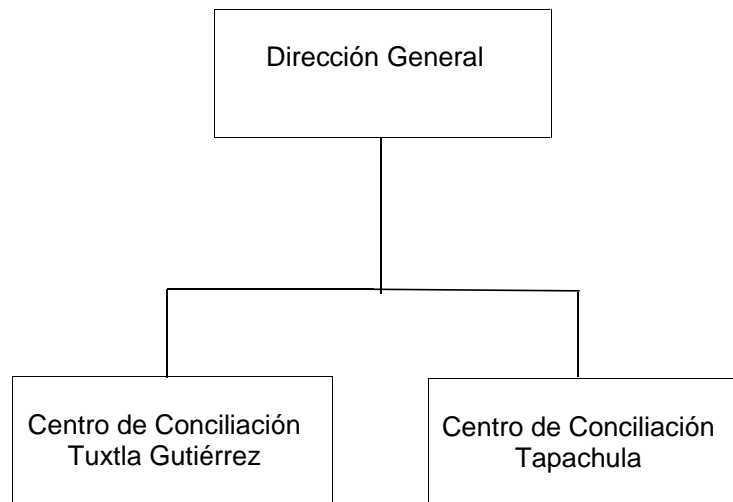 Dirección General
Centro de Conciliación
Tuxtla Gutiérrez
Centro de Conciliación
Tapachula